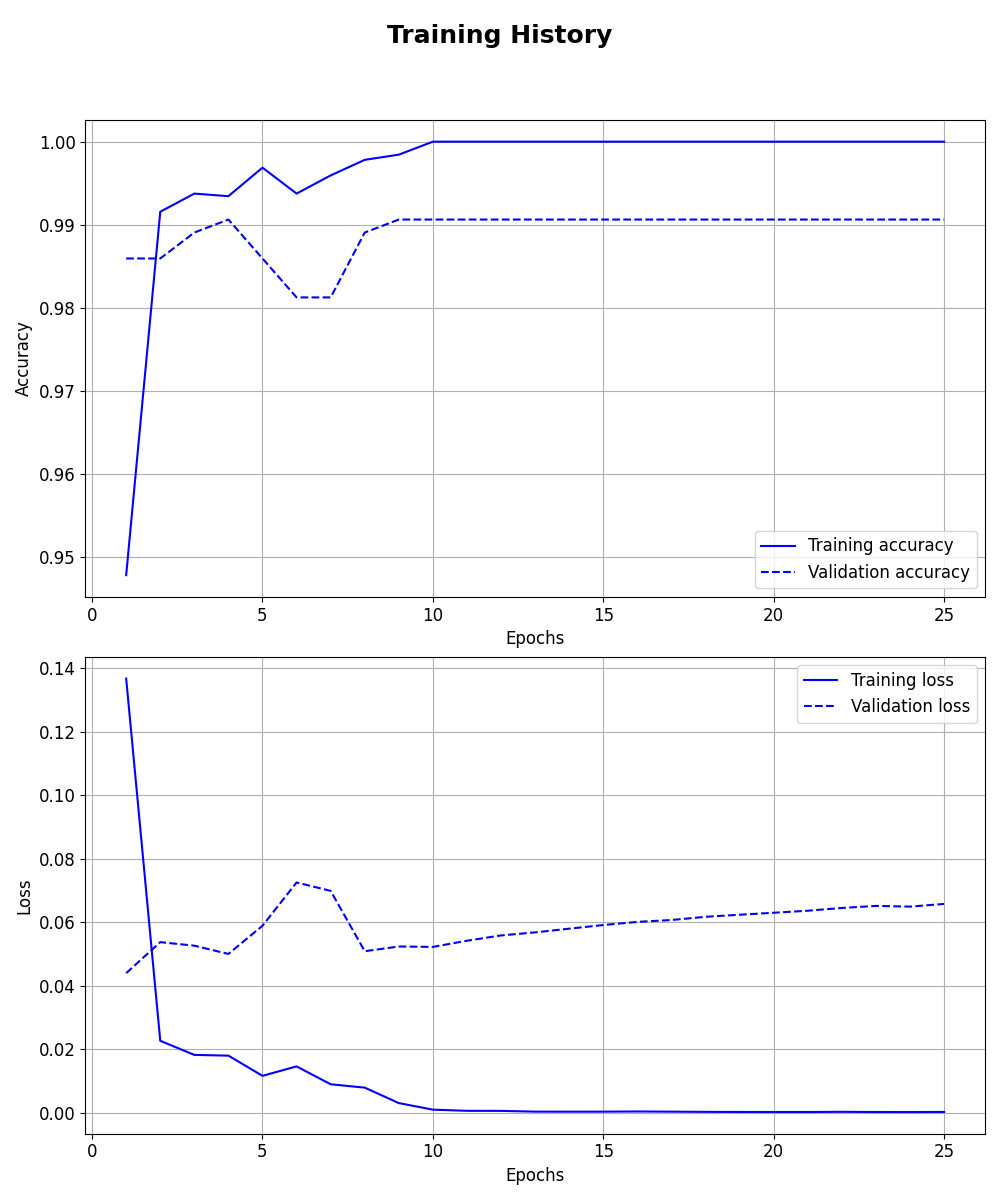 Training History
1.00
0.99
0.98
0.97
0.96
0.95
Accuracy
Training accuracy
Validation accuracy
0 5 10 15 20 25
Epochs
0.14
0.12
0.10
0.08
0.06
0.04
0.02
0.00
Loss
Training loss
Validation loss
0 5 10 15 20 25
Epochs